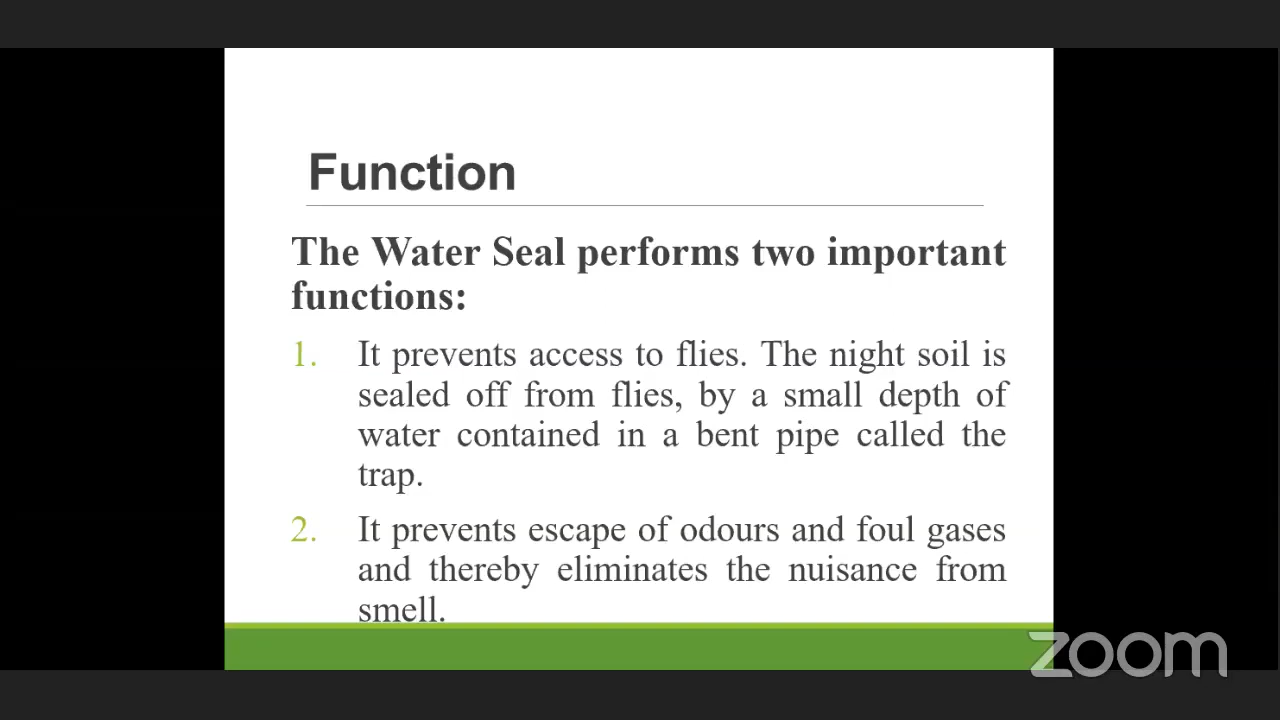 Function
The Water Seal performs two important
functions:
1. It prevents access to flies. The night soil is
sealed off from flies, by a small depth of
water contained in a bent pipe called the
trap.
2. It prevents escape of odours and foul gases
and thereby eliminates the nuisance from
smell.
zoom